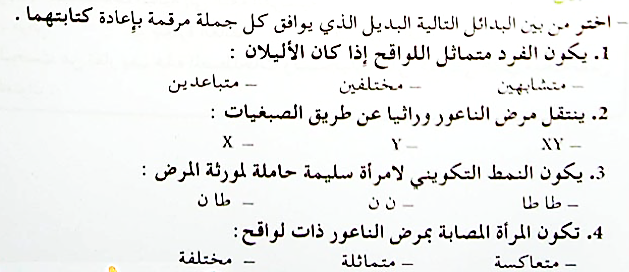 - اختر من بين البدائل التالية البديل الذي يوافق كل جملة مرقمة بإعادة كتابتهما .
1. يكون الفرد متماثل اللواقح إذا كان الأليلان :
- متشابهين - مختلفين - متباعدين
2. ينتقل مرض الناعور وراثيا عن طريق الصبغيات :
- XY - Y - X
3. يكون النمط التكويني لامرأة سليمة حاملة لمورثة المرض :
- طا طا - ن ن - طا ن
4. تكون المرأة المصابة بمرض الناعور ذات لواقح:
- متعاكسة - متماثلة - مختلفة